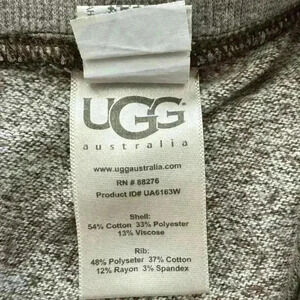 UGG
australia
www.uggaustralia.com
RN # 88276
Product ID# UA6163W
Shell:
54% Cotton 33% Polyester
13% Viscose
Rib:
48% Polyseter 37% Cotton
12% Rayon 3% Spandex